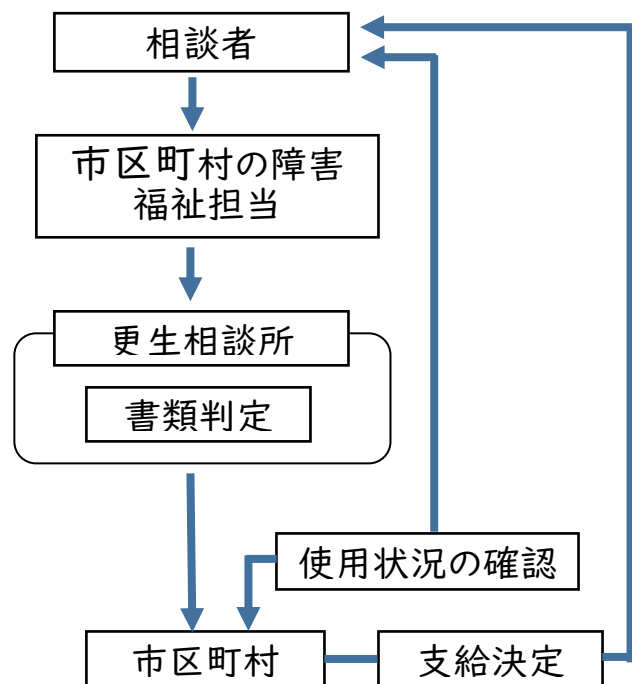 相談者
市区町村の障害
福祉担当
更生相談所
書類判定
使用状況の確認
市区町村
支給決定